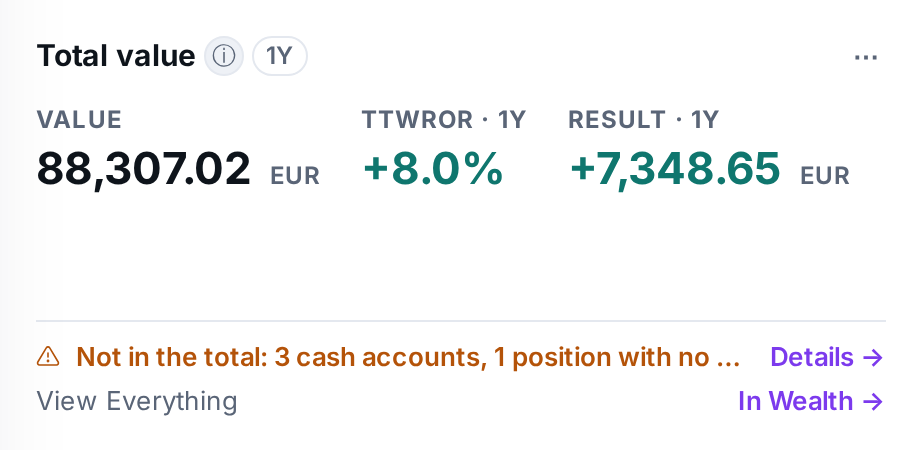 Total value ⓘ 1Y ...
VALUE TTWROR · 1Y RESULT · 1Y
88,307.02 EUR +8.0% +7,348.65 EUR
Not in the total: 3 cash accounts, 1 position with no ... Details →
View Everything In Wealth →